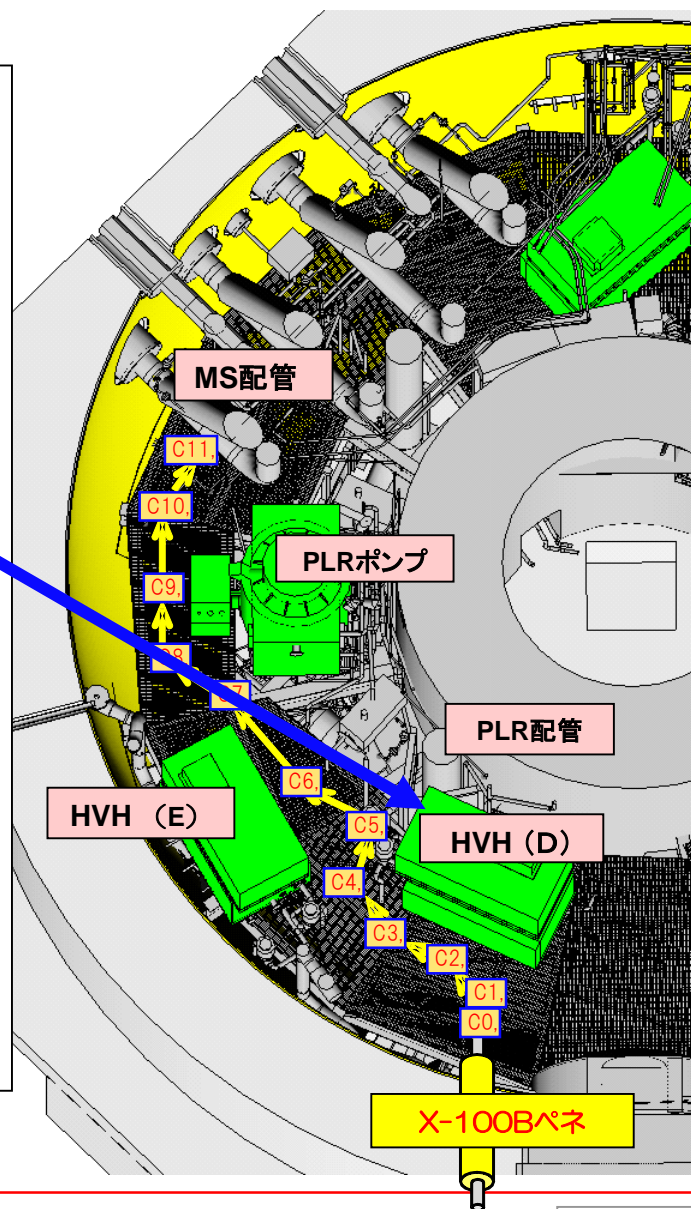 MS配管
C11,
C10,
PLRポンプ
C9,
C8,
C7,
PLR配管
C6,
HVH （E）
C5,
HVH（D）
C4,
C3,
C2,
C1,
C0,
X-100Bペネ